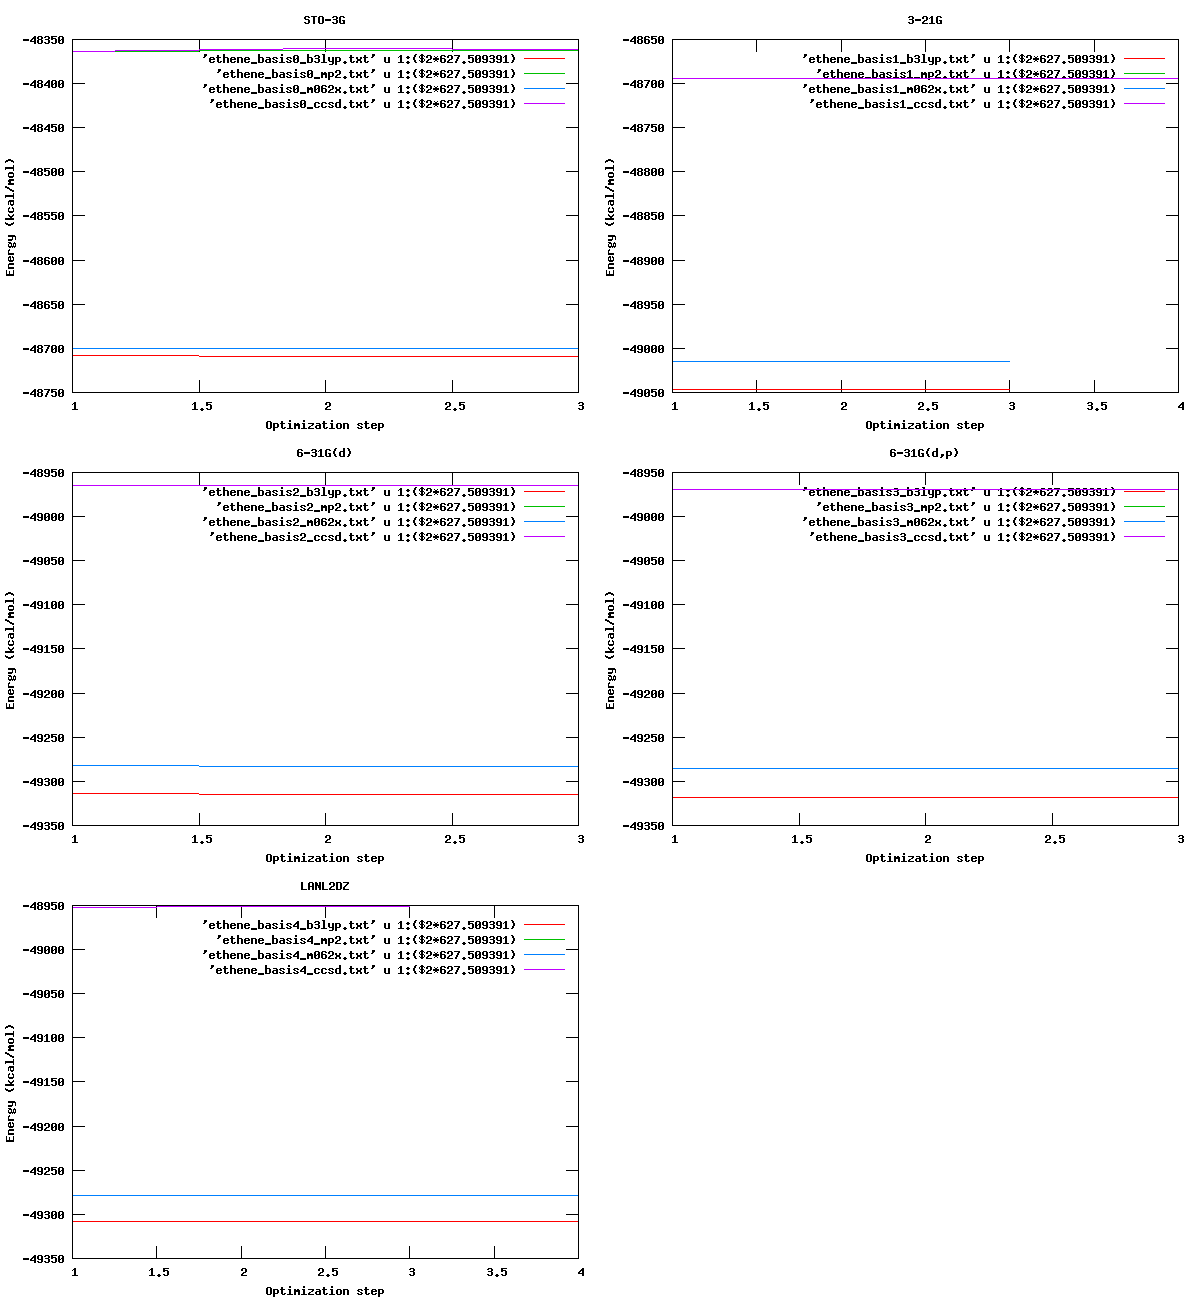 STO-3G
-48350
-48400
-48450
-48500
-48550
-48600
-48650
-48700
-48750
Energy (kcal/mol)
'ethene_basis0_b3lyp.txt' u 1:($2*627.509391)
'ethene_basis0_mp2.txt' u 1:($2*627.509391)
'ethene_basis0_m062x.txt' u 1:($2*627.509391)
'ethene_basis0_ccsd.txt' u 1:($2*627.509391)
1 1.5 2 2.5 3
Optimization step
3-21G
-48650
-48700
-48750
-48800
-48850
-48900
-48950
-49000
-49050
Energy (kcal/mol)
'ethene_basis1_b3lyp.txt' u 1:($2*627.509391)
'ethene_basis1_mp2.txt' u 1:($2*627.509391)
'ethene_basis1_m062x.txt' u 1:($2*627.509391)
'ethene_basis1_ccsd.txt' u 1:($2*627.509391)
1 1.5 2 2.5 3 3.5 4
Optimization step
6-31G(d)
-48950
-49000
-49050
-49100
-49150
-49200
-49250
-49300
-49350
Energy (kcal/mol)
'ethene_basis2_b3lyp.txt' u 1:($2*627.509391)
'ethene_basis2_mp2.txt' u 1:($2*627.509391)
'ethene_basis2_m062x.txt' u 1:($2*627.509391)
'ethene_basis2_ccsd.txt' u 1:($2*627.509391)
1 1.5 2 2.5 3
Optimization step
6-31G(d,p)
-48950
-49000
-49050
-49100
-49150
-49200
-49250
-49300
-49350
Energy (kcal/mol)
'ethene_basis3_b3lyp.txt' u 1:($2*627.509391)
'ethene_basis3_mp2.txt' u 1:($2*627.509391)
'ethene_basis3_m062x.txt' u 1:($2*627.509391)
'ethene_basis3_ccsd.txt' u 1:($2*627.509391)
1 1.5 2 2.5 3
Optimization step
LANL2DZ
-48950
-49000
-49050
-49100
-49150
-49200
-49250
-49300
-49350
Energy (kcal/mol)
'ethene_basis4_b3lyp.txt' u 1:($2*627.509391)
'ethene_basis4_mp2.txt' u 1:($2*627.509391)
'ethene_basis4_m062x.txt' u 1:($2*627.509391)
'ethene_basis4_ccsd.txt' u 1:($2*627.509391)
1 1.5 2 2.5 3 3.5 4
Optimization step